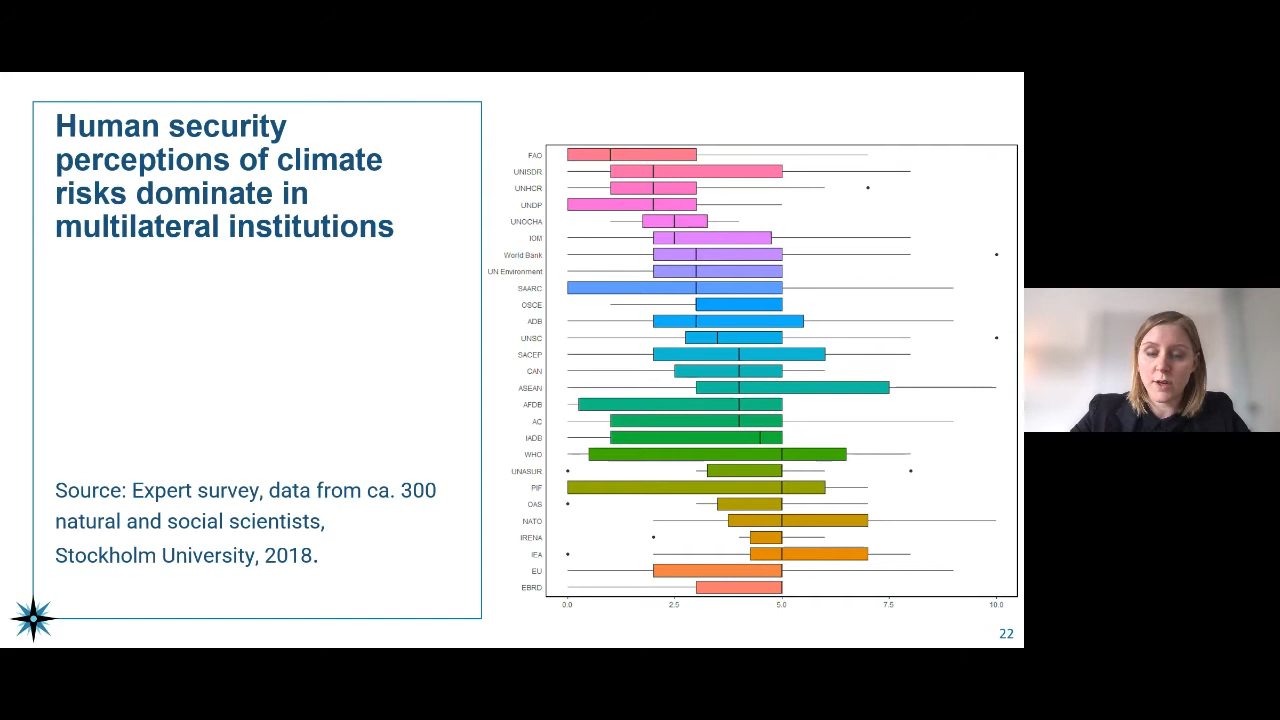 Human security
perceptions of climate
risks dominate in
multilateral institutions
Source: Expert survey, data from ca. 300
natural and social scientists,
Stockholm University, 2018.
FAO
UNISDR
UNHCR
UNDP
UNOCHA
IOM
World Bank
UN Environment
SAARC
OSCE
ADB
UNSC
SACEP
CAN
ASEAN
AFDB
AC
IADB
WHO
UNASUR
PIF
OAS
NATO
IRENA
IEA
EU
EBRD
0.0 2.5 5.0 7.5 10.0
22